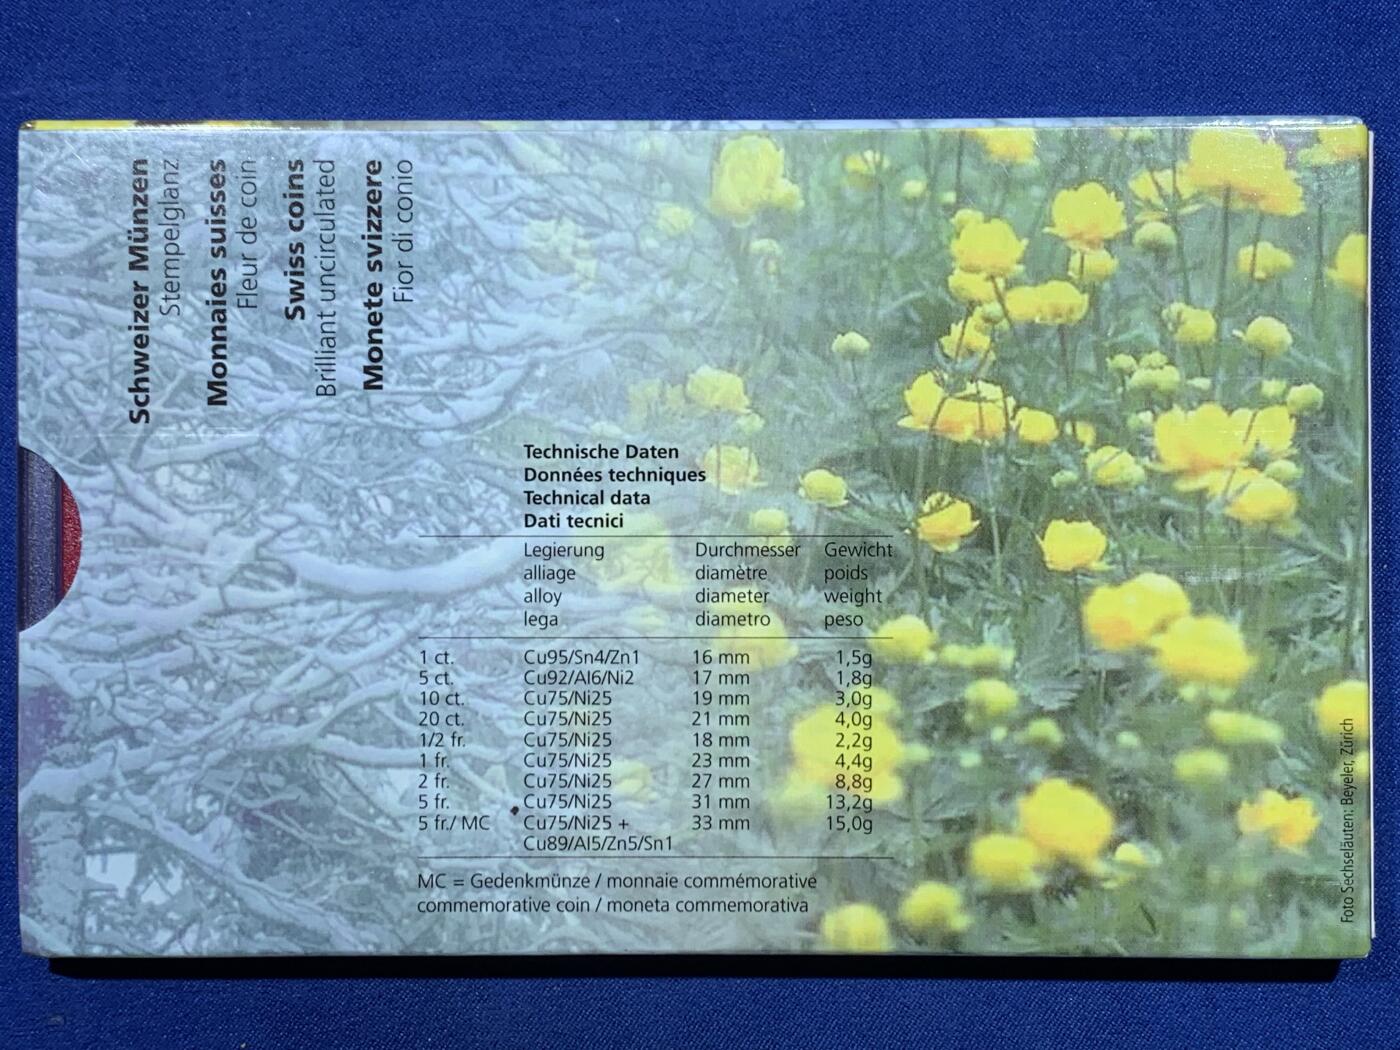 Schweizer Münzen
Stempelglanz
Monnaies suisses
Fleur de coin
Swiss coins
Brilliant uncirculated
Monete svizzere
Fior di conio
Technische Daten
Données techniques
Technical data
Dati tecnici
Legierung Durchmesser Gewicht
alliage diamètre poids
alloy diameter weight
lega diametro peso
1 ct. Cu95/Sn4/Zn1 16 mm 1,5g
5 ct. Cu92/Al6/Ni2 17 mm 1,8g
10 ct. Cu75/Ni25 19 mm 3,0g
20 ct. Cu75/Ni25 21 mm 4,0g
1/2 fr. Cu75/Ni25 18 mm 2,2g
1 fr. Cu75/Ni25 23 mm 4,4g
2 fr. Cu75/Ni25 27 mm 8,8g
5 fr. Cu75/Ni25 31 mm 13,2g
5 fr./ MC Cu75/Ni25 + 33 mm 15,0g
Cu89/Al5/Zn5/Sn1
MC = Gedenkmünze / monnaie commémorative
commemorative coin / moneta commemorativa
Foto Sechseläuten: Beyeler, Zürich